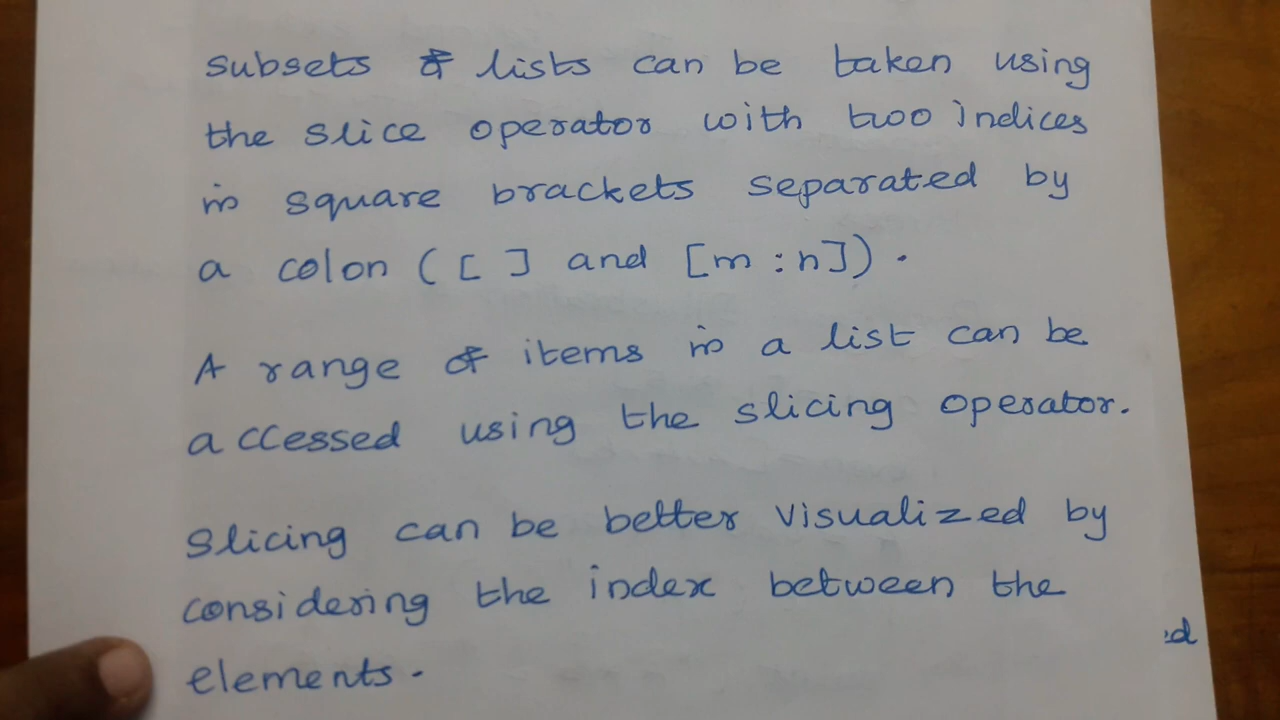 subsets of lists can be taken using
the slice operator with two indices
in square brackets separated by
a colon ([ ] and [m:n]).
A range of items in a list can be
accessed using the slicing operator.
Slicing can be better visualized by
considering the index between the
elements.